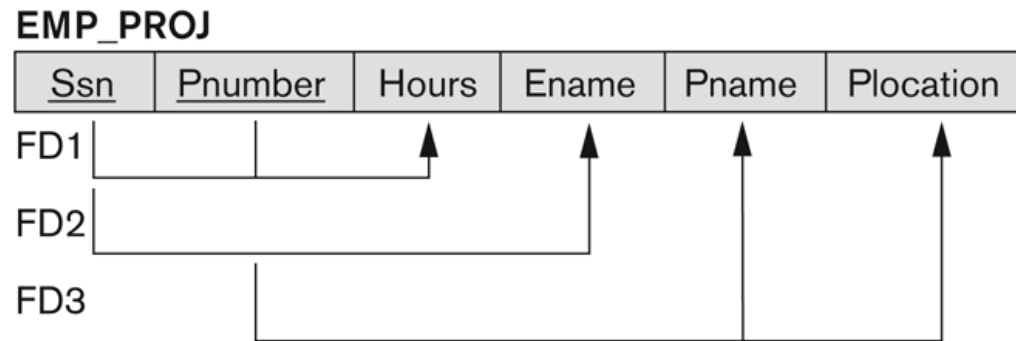 EMP_PROJ
Ssn Pnumber Hours Ename Pname Plocation
FD1
FD2
FD3